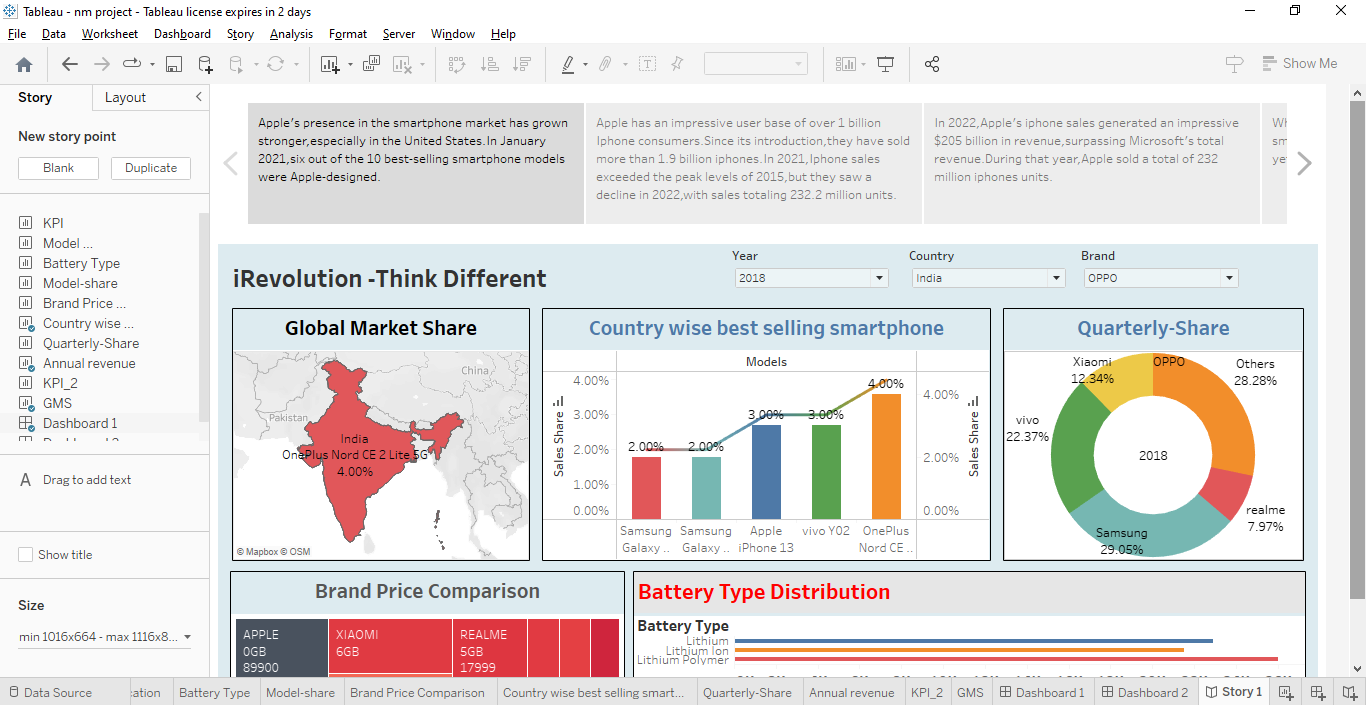 Tableau - nm project - Tableau license expires in 2 days
File Data Worksheet Dashboard Story Analysis Format Server Window Help
Show Me
Story Layout
New story point
Blank Duplicate
KPI
Model ...
Battery Type
Model-share
Brand Price ...
Country wise ...
Quarterly-Share
Annual revenue
KPI_2
GMS
Dashboard 1
Drag to add text
Show title
Size
min 1016x664 - max 1116x8...
Apple's presence in the smartphone market has grown
stronger,especially in the United States.In January
2021,six out of the 10 best-selling smartphone models
were Apple-designed.
Apple has an impressive user base of over 1 billion
Iphone consumers.Since its introduction,they have sold
more than 1.9 billion iphones.In 2021,Iphone sales
exceeded the peak levels of 2015,but they saw a
decline in 2022,with sales totaling 232.2 million units.
In 2022,Apple's iphone sales generated an impressive
$205 billion in revenue,surpassing Microsoft's total
revenue.During that year,Apple sold a total of 232
million iphones units.
iRevolution -Think Different
Year Country Brand
2018 India OPPO
Global Market Share
China
Pakistan
India
OnePlus Nord CE 2 Lite 5G
4.00%
© Mapbox © OSM
Country wise best selling smartphone
Models
Sales Share
4.00%
3.00%
2.00%
1.00%
0.00%
2.00% 2.00% 3.00% 3.00% 4.00%
4.00%
2.00%
0.00%
Sales Share
Samsung Samsung Apple vivo Y02 OnePlus
Galaxy .. Galaxy .. iPhone 13 Nord CE ..
Quarterly-Share
Xiaomi
12.34%
OPPO
Others
28.28%
vivo
22.37%
2018
realme
7.97%
Samsung
29.05%
Brand Price Comparison
APPLE XIAOMI REALME
0GB 6GB 5GB
89900 17999
Battery Type Distribution
Battery Type
Lithium
Lithium Ion
Lithium Polymer
Data Source Battery Type Model-share Brand Price Comparison Country wise best selling smart... Quarterly-Share Annual revenue KPI_2 GMS Dashboard 1 Dashboard 2 Story 1